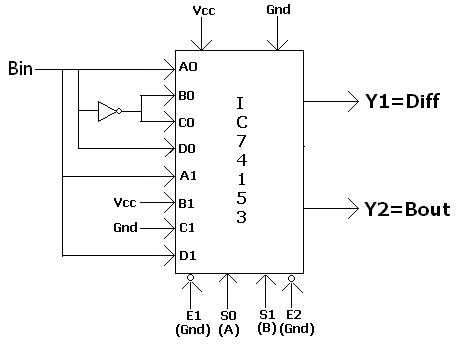 Vcc
Gnd
Bin
A0
B0
C0
D0
A1
Vcc
B1
Gnd
C1
D1
I
C
7
4
1
5
3
Y1=Diff
Y2=Bout
E1
(Gnd)
S0
(A)
S1
(B)
E2
(Gnd)